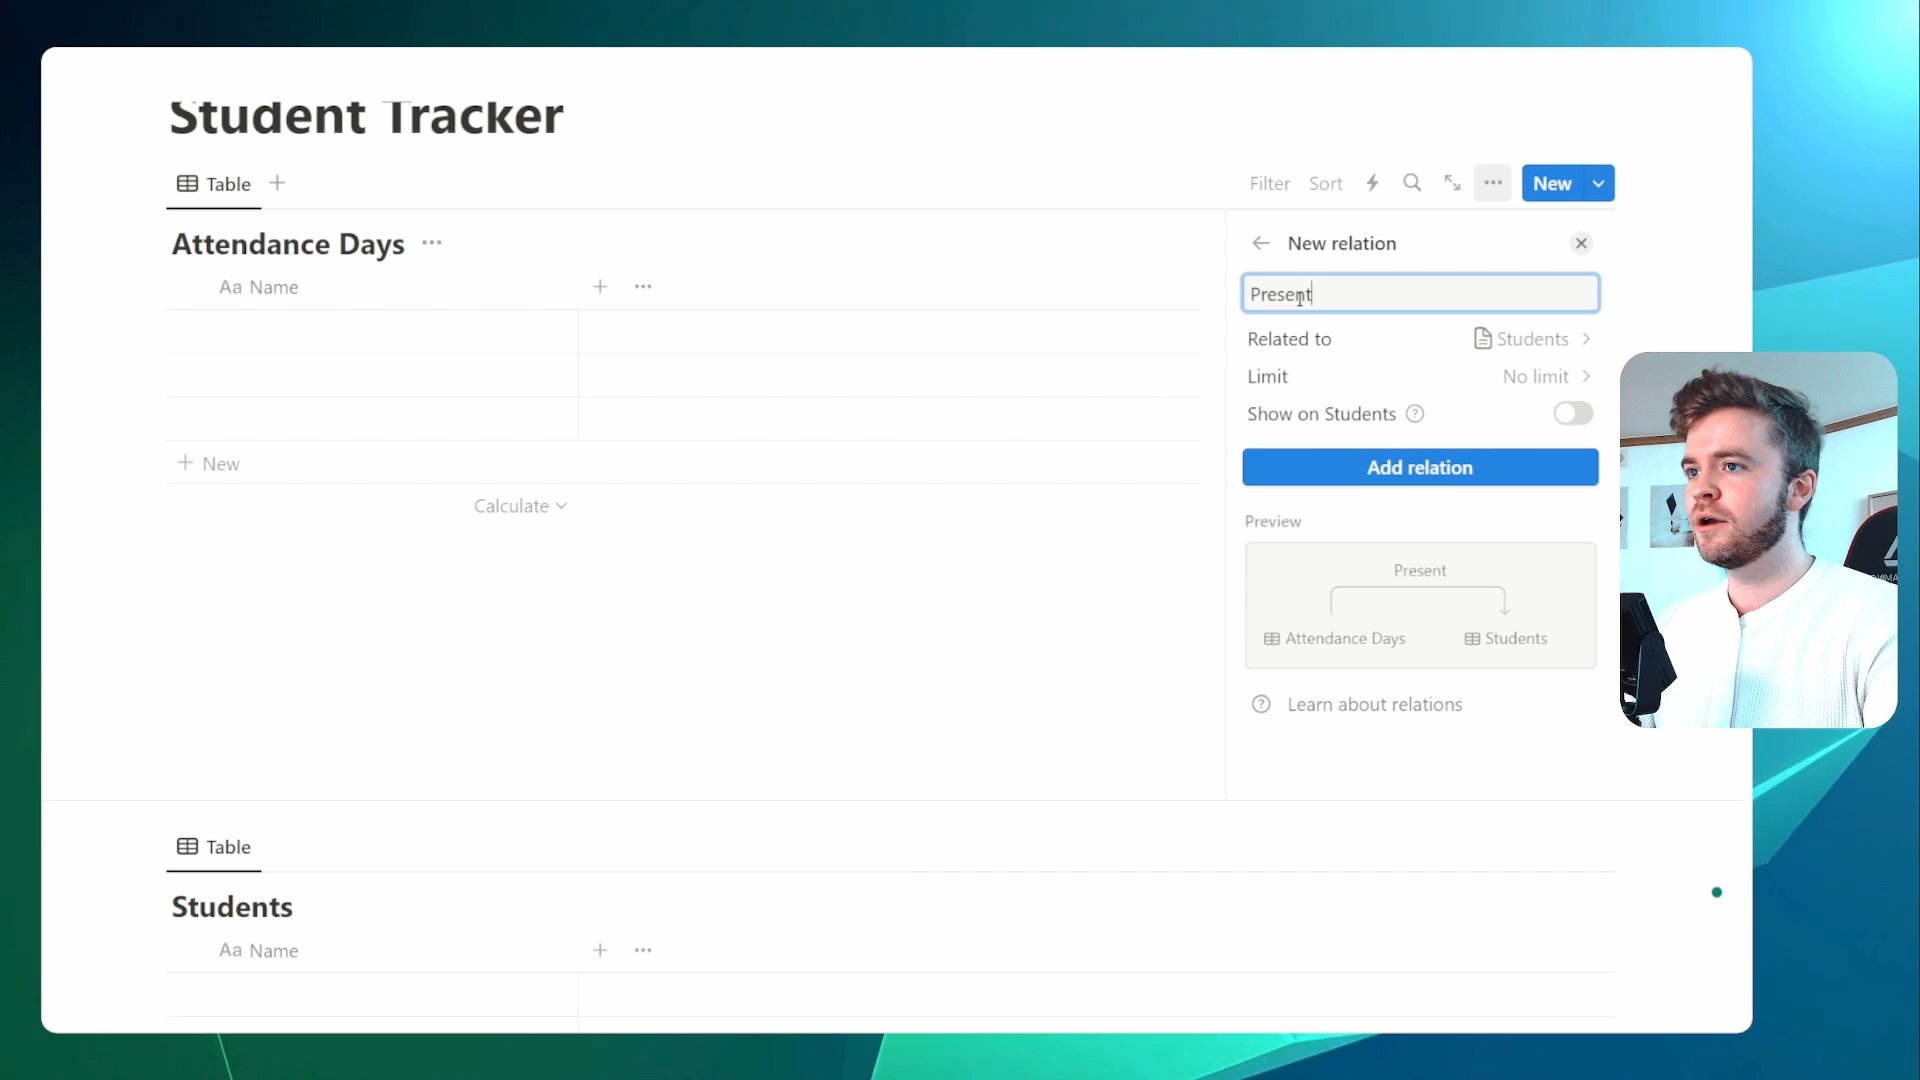 Student Tracker
Table
Filter Sort New
Attendance Days
Aa Name
New
Calculate
New relation
Present
Related to Students
Limit No limit
Show on Students
Add relation
Preview
Present
Attendance Days Students
Learn about relations
Table
Students
Aa Name